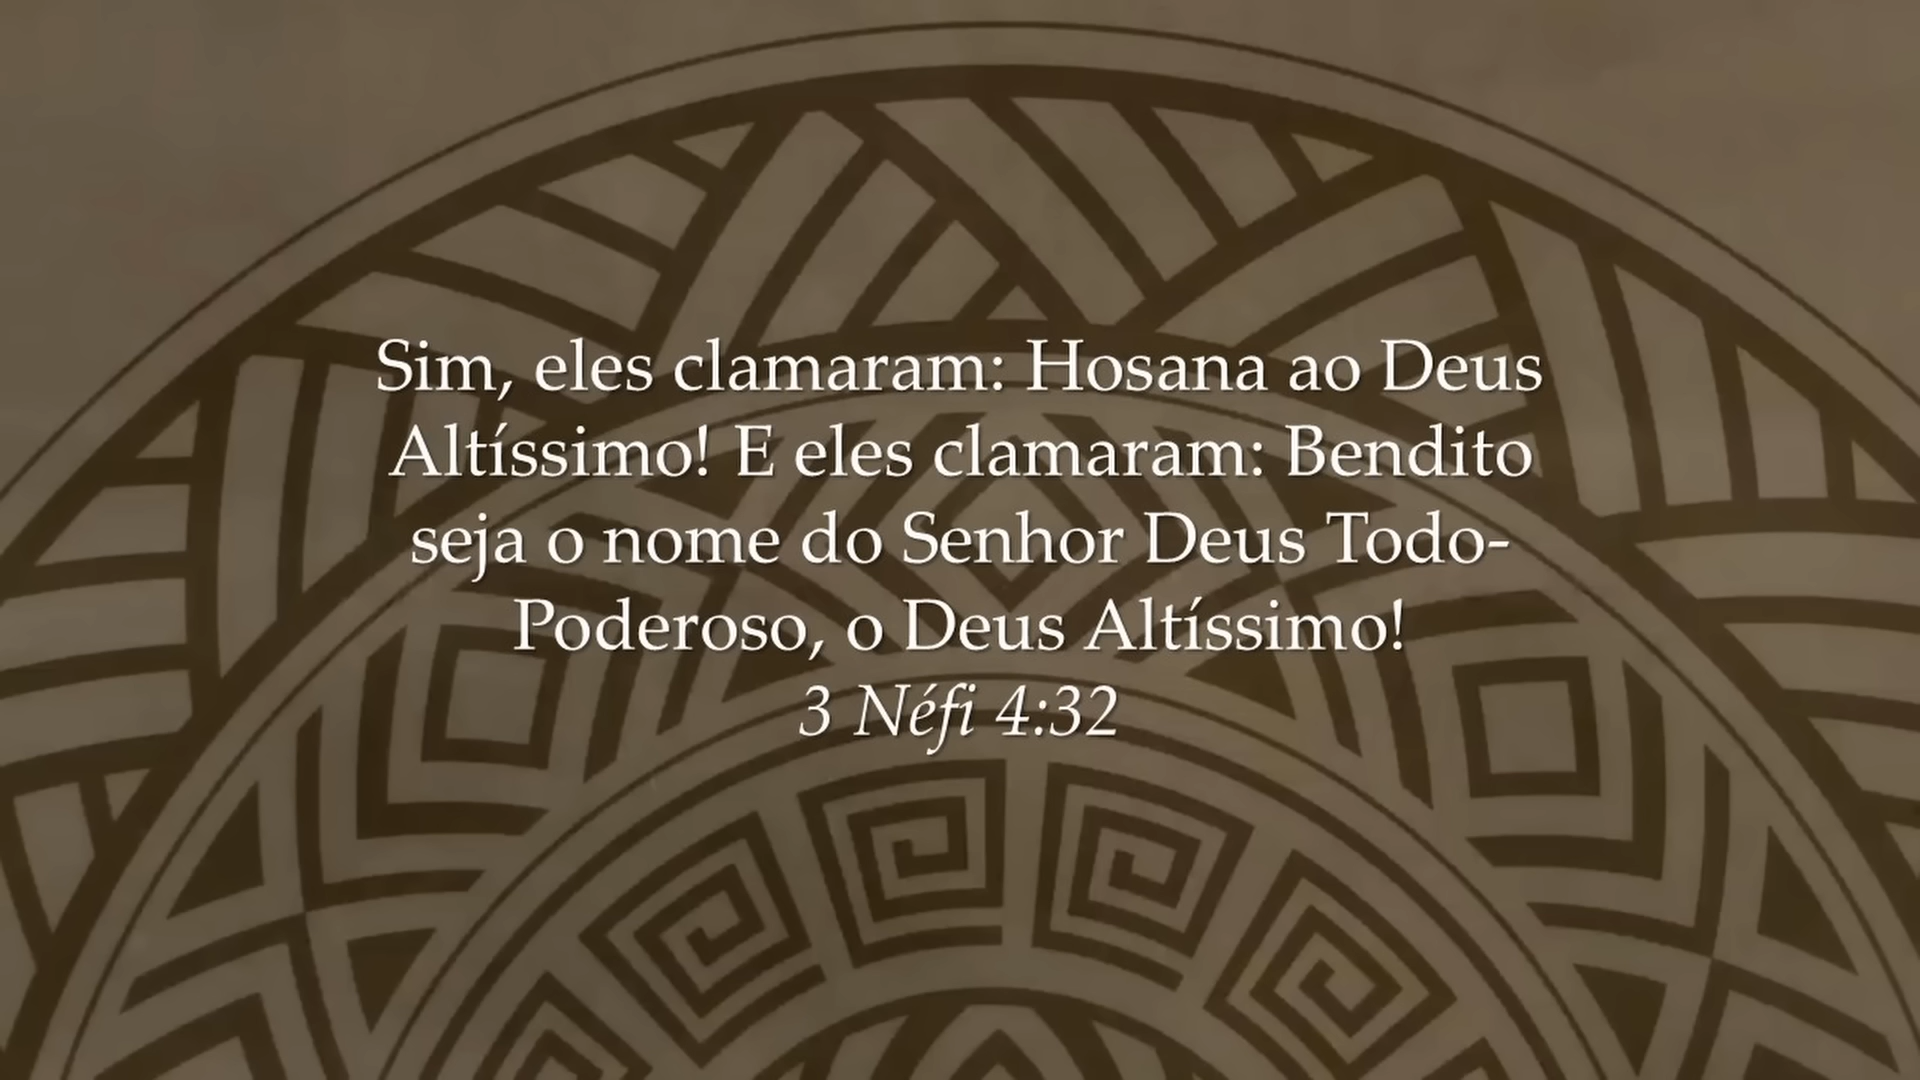 Sim, eles clamaram: Hosana ao Deus
Altíssimo! E eles clamaram: Bendito
seja o nome do Senhor Deus Todo-
Poderoso, o Deus Altíssimo!
3 Néfi 4:32